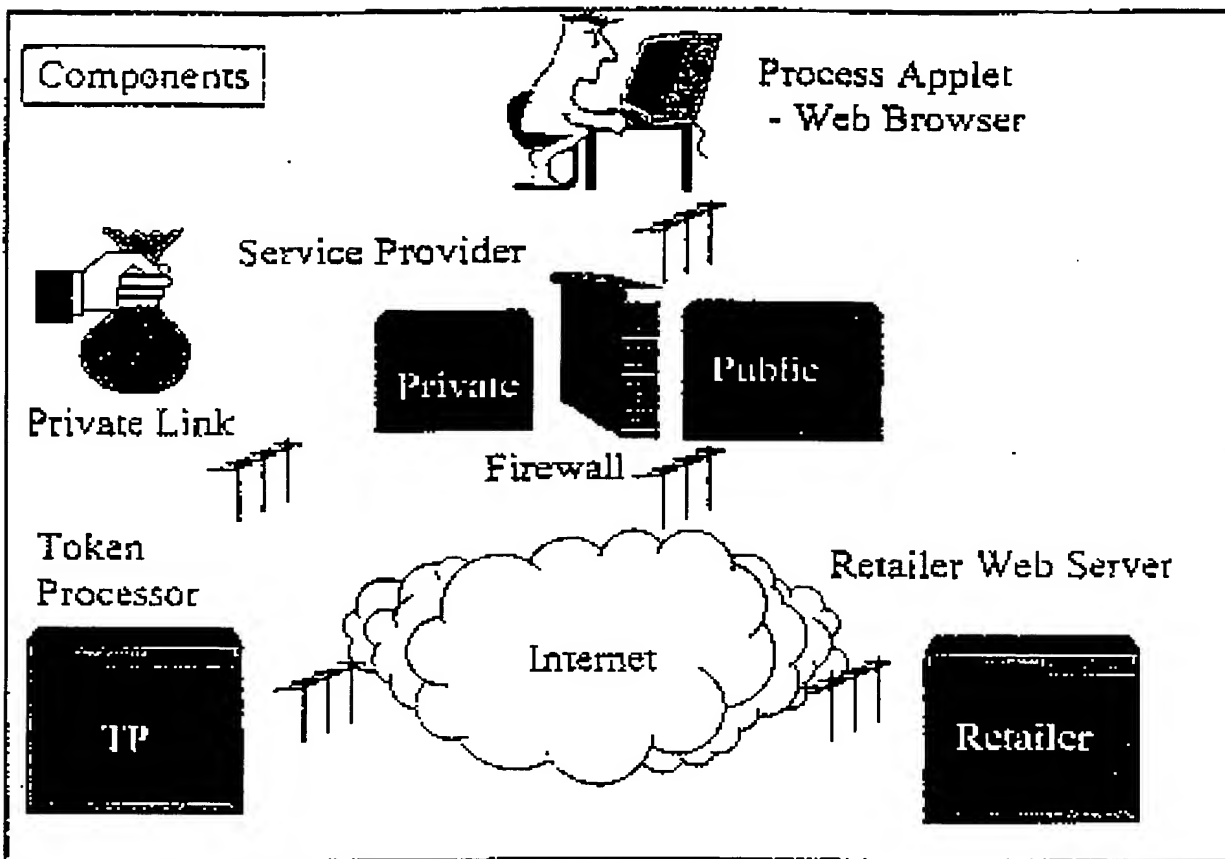 Components
Process Applet
- Web Browser
Service Provider
Private
Public
Private Link
Firewall
Token
Processor
Retailer Web Server
Internet
TP
Retailer